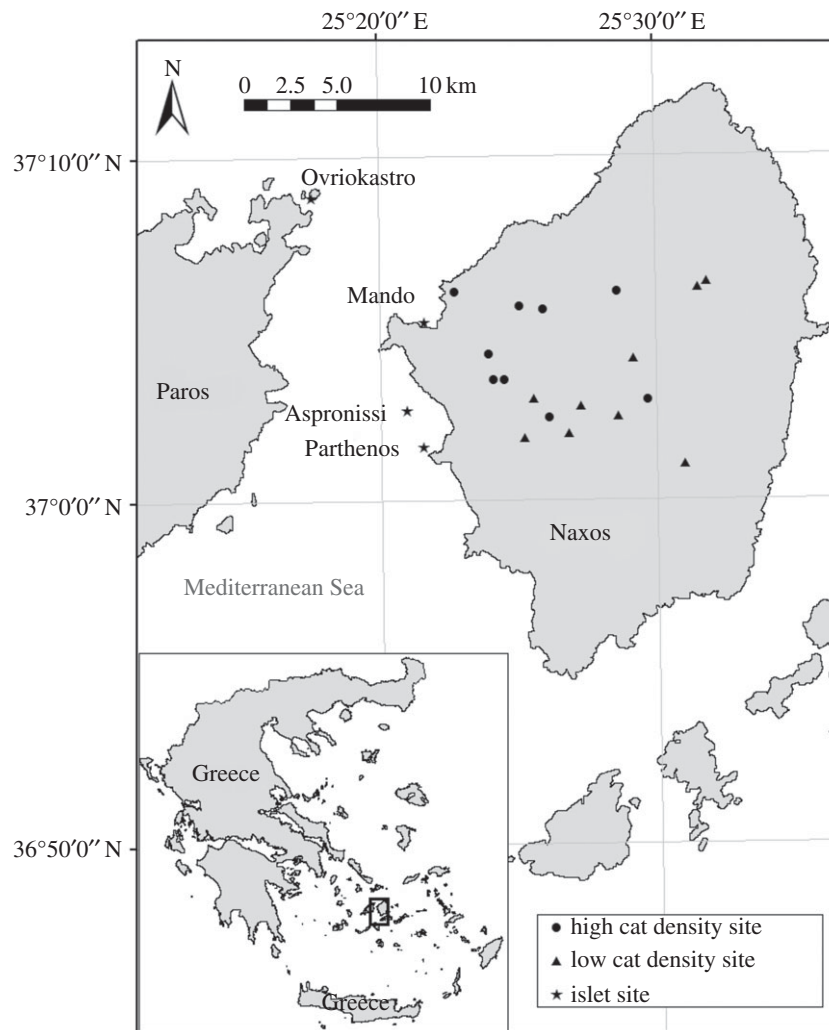 25°20′0″ E 25°30′0″ E
N
0 2.5 5.0 10 km
37°10′0″ N
Ovriokastro
Mando
Paros
Aspronissi
Parthenos
37°0′0″ N
Naxos
Mediterranean Sea
Greece
36°50′0″ N
high cat density site
low cat density site
islet site
Greece